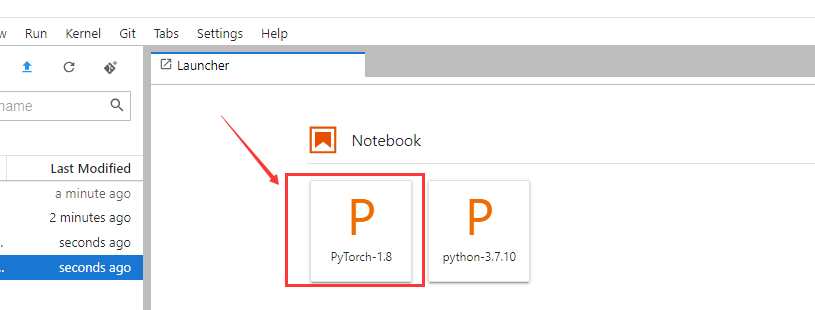 Run Kernel Git Tabs Settings Help
Launcher
name
Notebook
Last Modified
a minute ago
2 minutes ago
seconds ago
seconds ago
P P
PyTorch-1.8 python-3.7.10